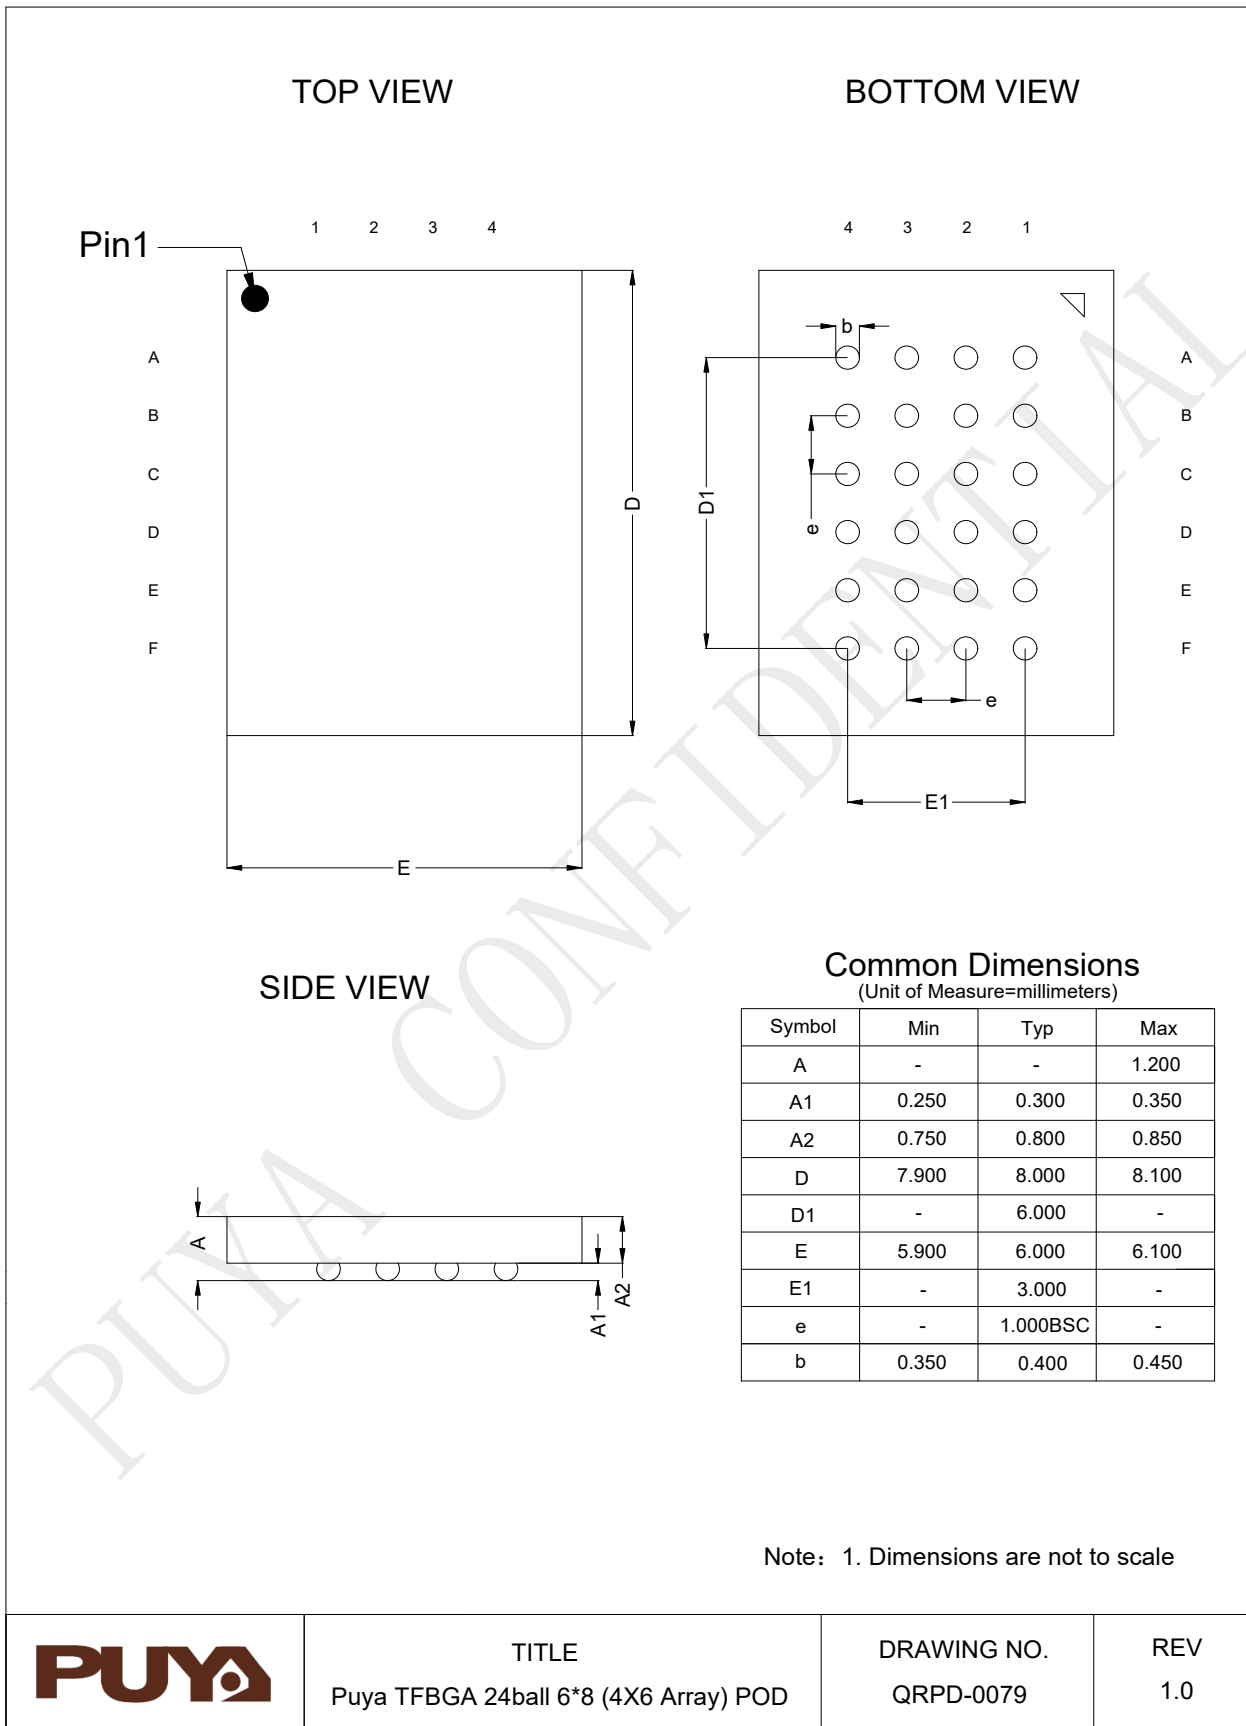 TOP VIEW
BOTTOM VIEW
1 2 3 4
4 3 2 1
Pin1
A
B
C
D
E
F
D
E
b
D1
e
e
E1
A
B
C
D
E
F
SIDE VIEW
A
A1
A2
Common Dimensions
(Unit of Measure=millimeters)
Symbol Min Typ Max
A - - 1.200
A1 0.250 0.300 0.350
A2 0.750 0.800 0.850
D 7.900 8.000 8.100
D1 - 6.000 -
E 5.900 6.000 6.100
E1 - 3.000 -
e - 1.000BSC -
b 0.350 0.400 0.450
PUYA CONFIDENTIAL
Note：1. Dimensions are not to scale
PUYA
TITLE
Puya TFBGA 24ball 6*8 (4X6 Array) POD
DRAWING NO.
QRPD-0079
REV
1.0